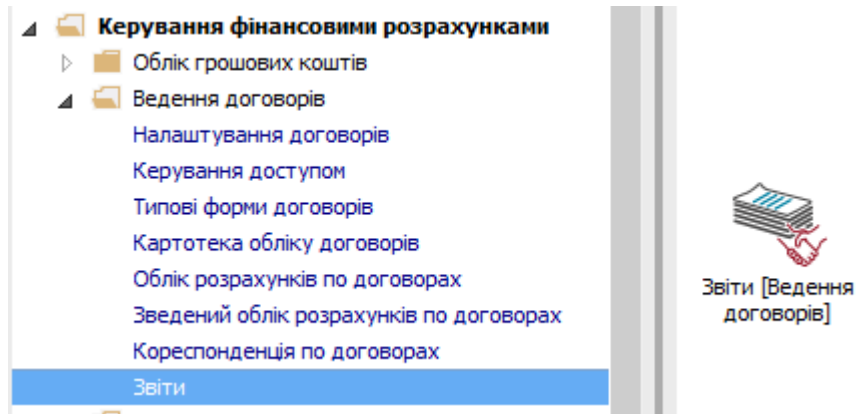 Керування фінансовими розрахунками
Облік грошових коштів
Ведення договорів
Налаштування договорів
Керування доступом
Типові форми договорів
Картотека обліку договорів
Облік розрахунків по договорах
Зведений облік розрахунків по договорах
Кореспонденція по договорах
Звіти
Звіти [Ведення
договорів]